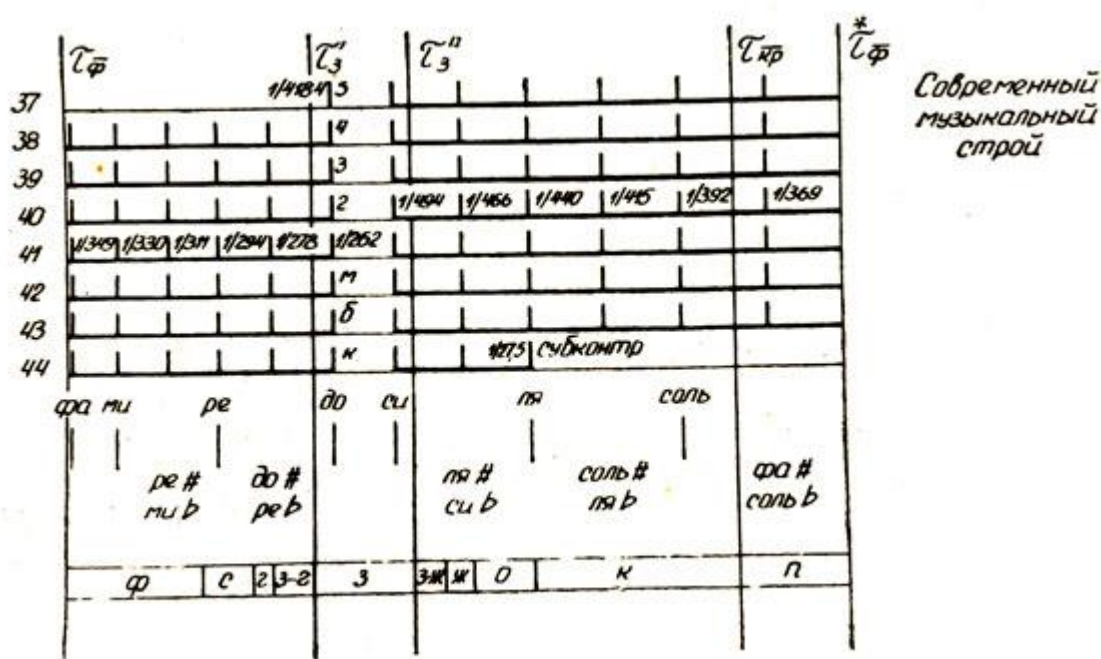 τф τ'з τ"з τкр *τф
Современный
музыкальный
строй
37 1/4184 5
38 4
39 3
40 2 1/494 1/466 1/440 1/415 1/392 1/369
41 1/349 1/330 1/311 1/294 1/278 1/262
42 м
43 б
44 к 1/27,5 субконтр
фа ми ре до си ля соль
ре # до # ля # соль # фа #
ми b ре b си b ля b соль b
ф с г з-г з з-ж ж о к п